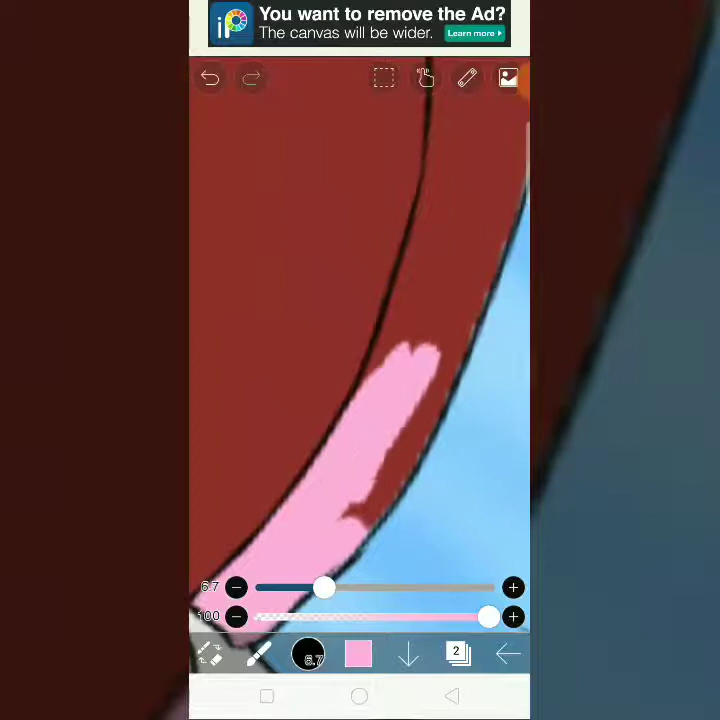 You want to remove the Ad?
iP
The canvas will be wider.
Learn more
6.7
100
6.7
2